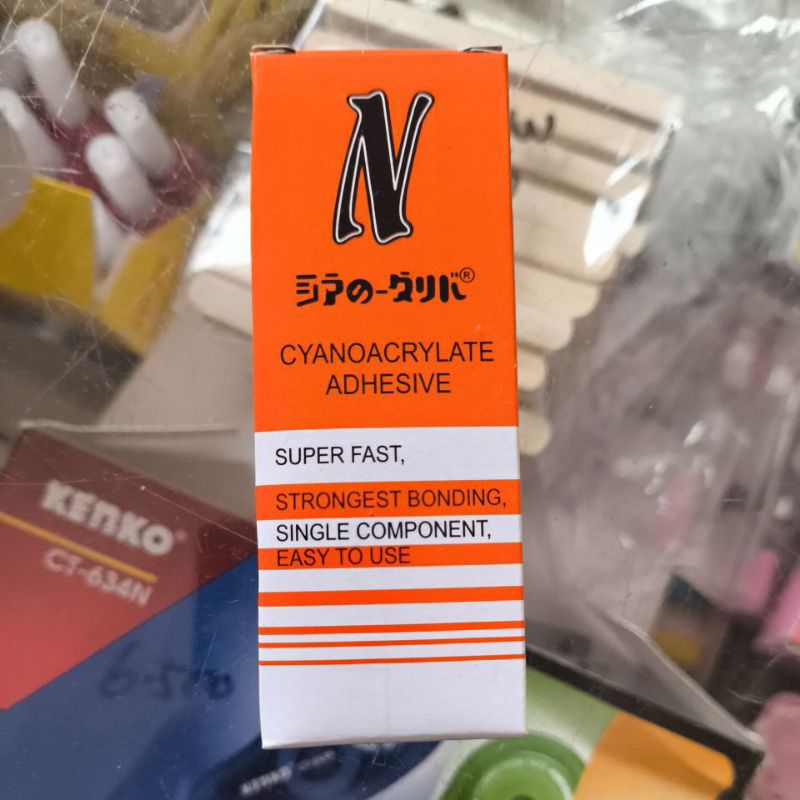 N
シアの-グリバ®
CYANOACRYLATE
ADHESIVE
SUPER FAST,
STRONGEST BONDING,
SINGLE COMPONENT,
EASY TO USE
KENKO
CT-634N
KENKO